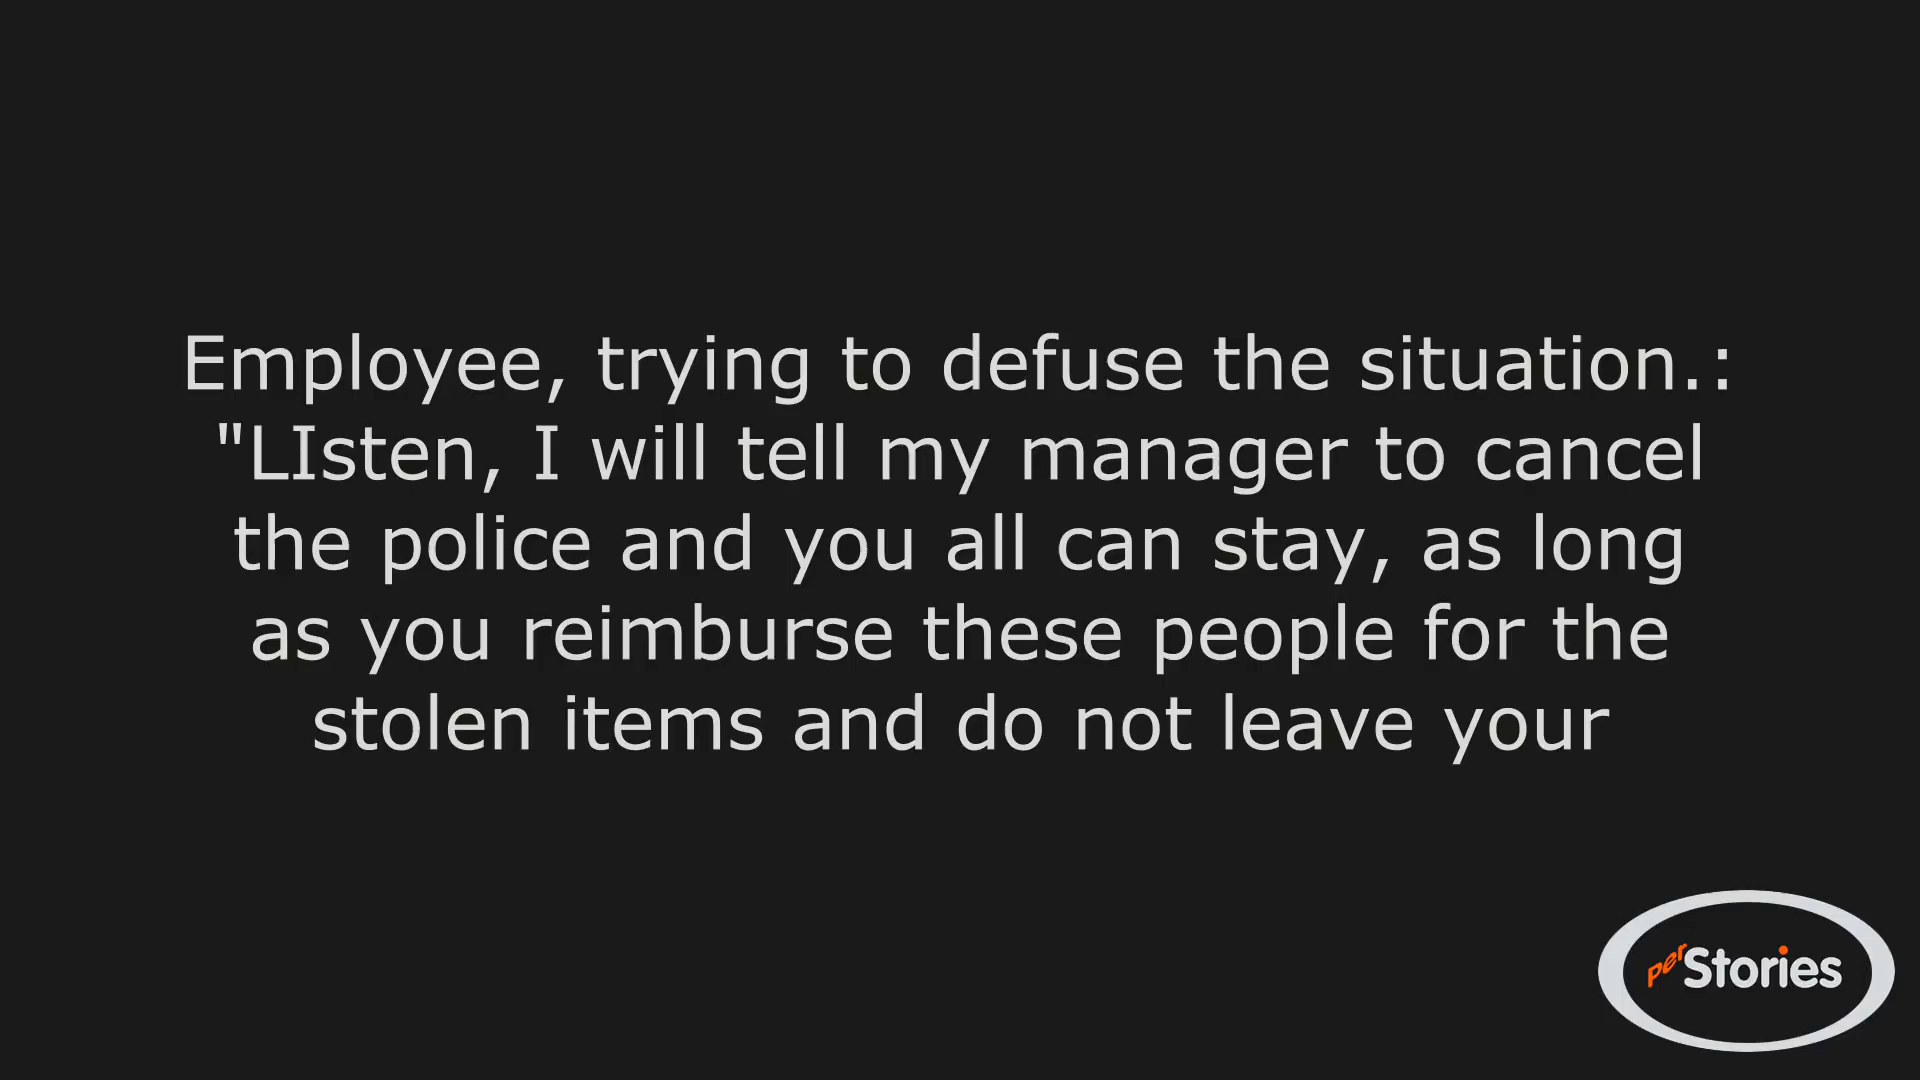 Employee, trying to defuse the situation.:
"LIsten, I will tell my manager to cancel
the police and you all can stay, as long
as you reimburse these people for the
stolen items and do not leave your
perStories